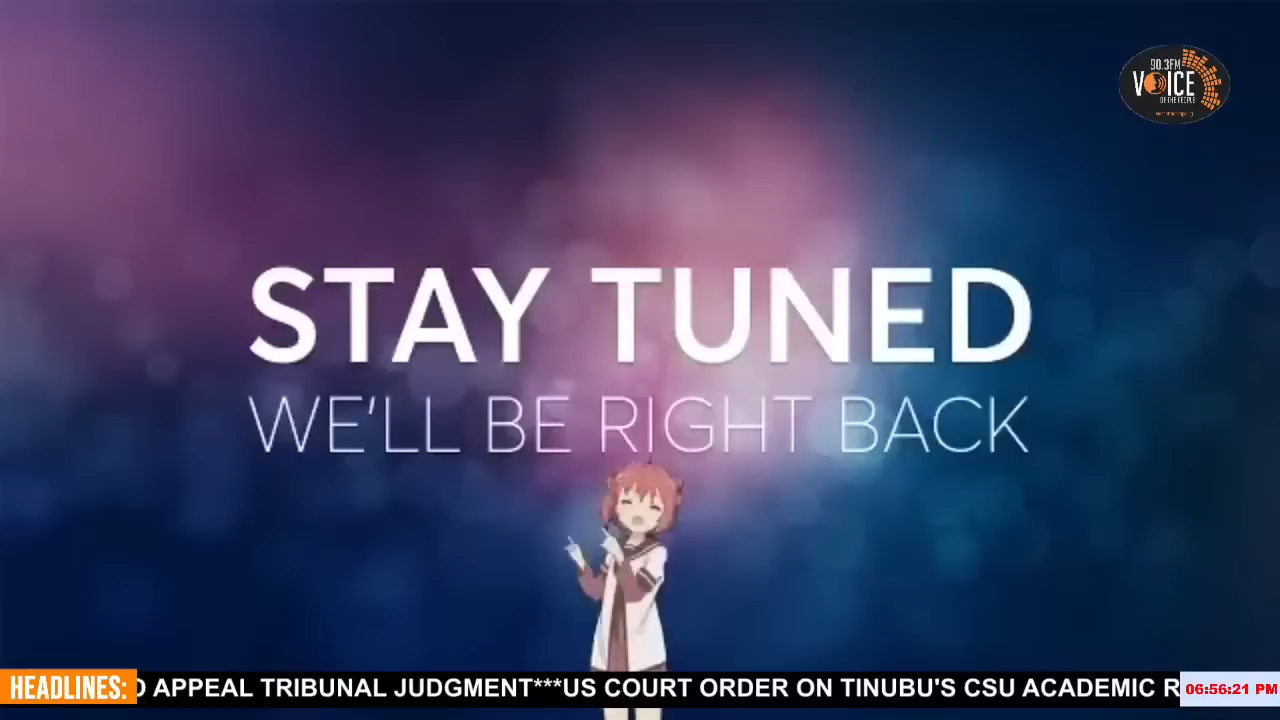 90.3FM
VOICE
OF THE PEOPLE
STAY TUNED
WE'LL BE RIGHT BACK
HEADLINES:
APPEAL TRIBUNAL JUDGMENT***US COURT ORDER ON TINUBU'S CSU ACADEMIC R
06:56:21 PM